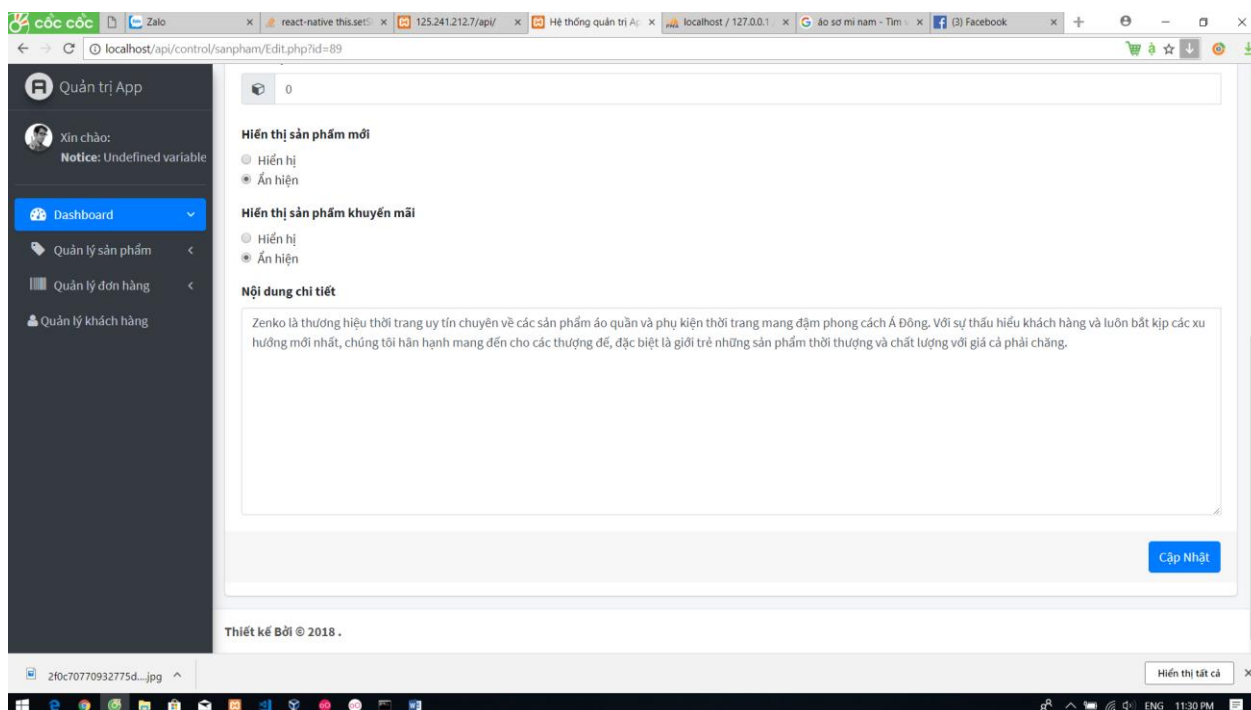 cốc cốc
Zalo
react-native this.setS
125.241.212.7/api/
Hệ thống quản trị Ap
localhost / 127.0.0.1
áo sơ mi nam - Tìm
(3) Facebook
localhost/api/control/sanpham/Edit.php?id=89
Quản trị App
0
Xin chào:
Notice: Undefined variable
Hiển thị sản phẩm mới
Hiển hị
Ẩn hiện
Dashboard
Hiển thị sản phẩm khuyến mãi
Quản lý sản phẩm
Hiển hị
Ẩn hiện
Quản lý đơn hàng
Nội dung chi tiết
Quản lý khách hàng
Zenko là thương hiệu thời trang uy tín chuyên về các sản phẩm áo quần và phụ kiện thời trang mang đậm phong cách Á Đông. Với sự thấu hiểu khách hàng và luôn bắt kịp các xu
hướng mới nhất, chúng tôi hân hạnh mang đến cho các thượng đế, đặc biệt là giới trẻ những sản phẩm thời thượng và chất lượng với giá cả phải chăng.
Cập Nhật
Thiết kế Bởi © 2018 .
2f0c70770932775d....jpg
Hiển thị tất cả
ENG 11:30 PM